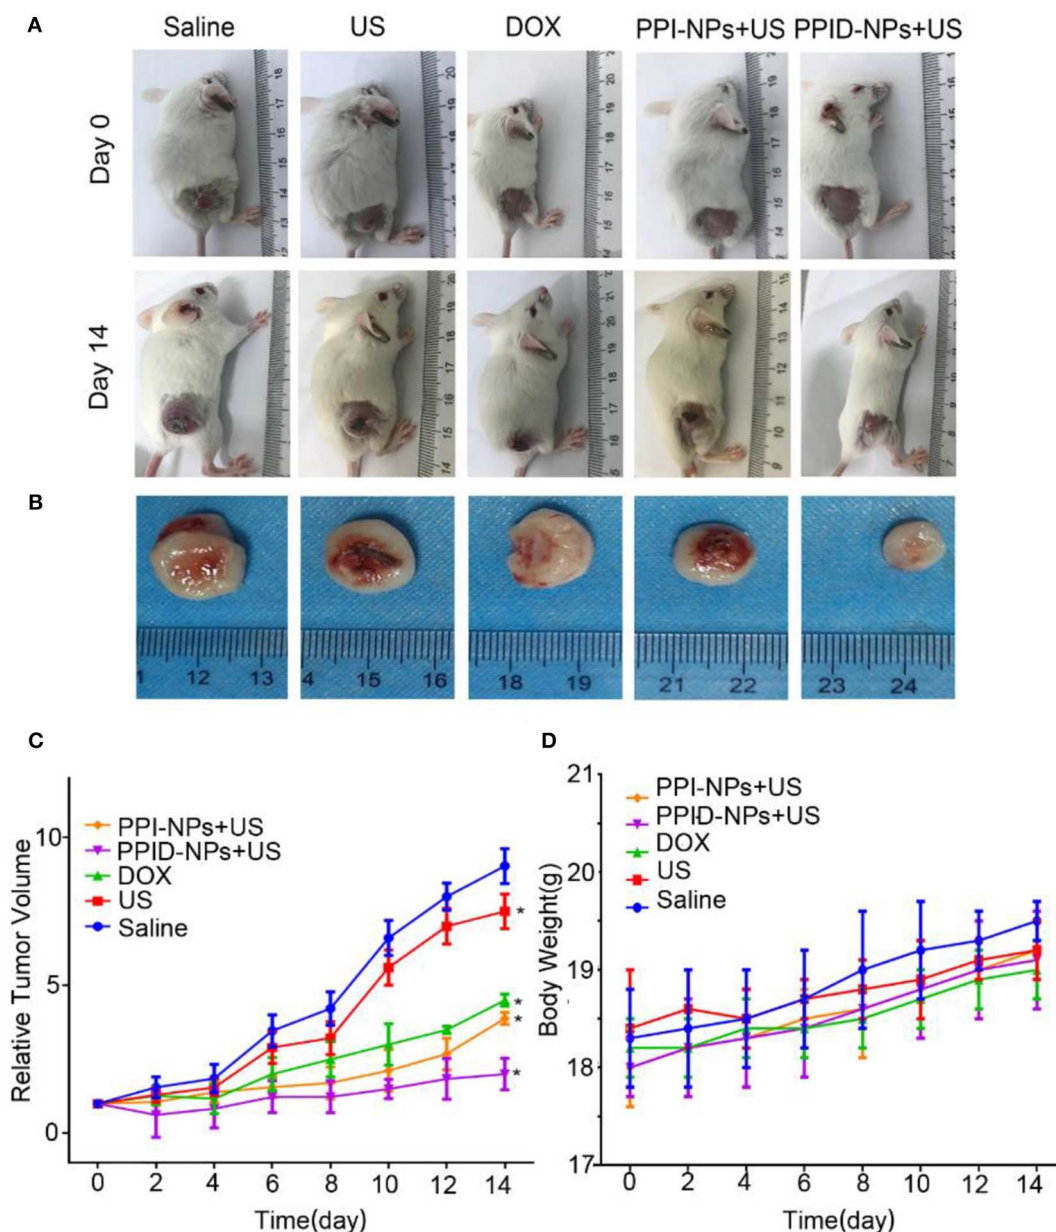 A
Saline US DOX PPI-NPs+US PPID-NPs+US
Day 0
Day 14
B
1 12 13
4 15 16
18 19
21 22
23 24
C
10
5
0
Relative Tumor Volume
PPI-NPs+US
PPID-NPs+US
DOX
US
Saline
*
*
*
*
0 2 4 6 8 10 12 14
Time(day)
D
21
20
19
18
17
Body Weight(g)
PPI-NPs+US
PPID-NPs+US
DOX
US
Saline
0 2 4 6 8 10 12 14
Time(day)